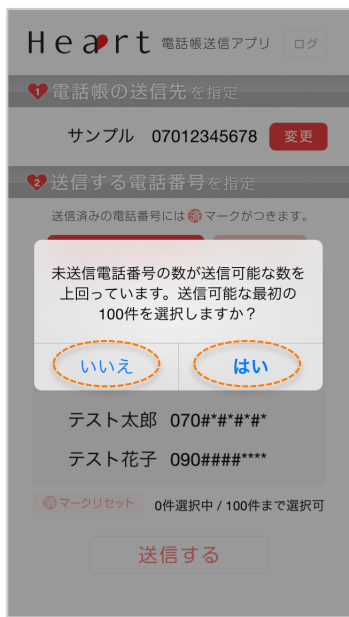 Heart 電話帳送信アプリ ログ
1 電話帳の送信先を指定
サンプル 07012345678 変更
2 送信する電話番号を指定
送信済みの電話番号には済マークがつきます。
未送信電話番号の数が送信可能な数を
上回っています。送信可能な最初の
100件を選択しますか？
いいえ はい
テスト太郎 070#*#*#*#*
テスト花子 090####****
済マークリセット 0件選択中 / 100件まで選択可
送信する